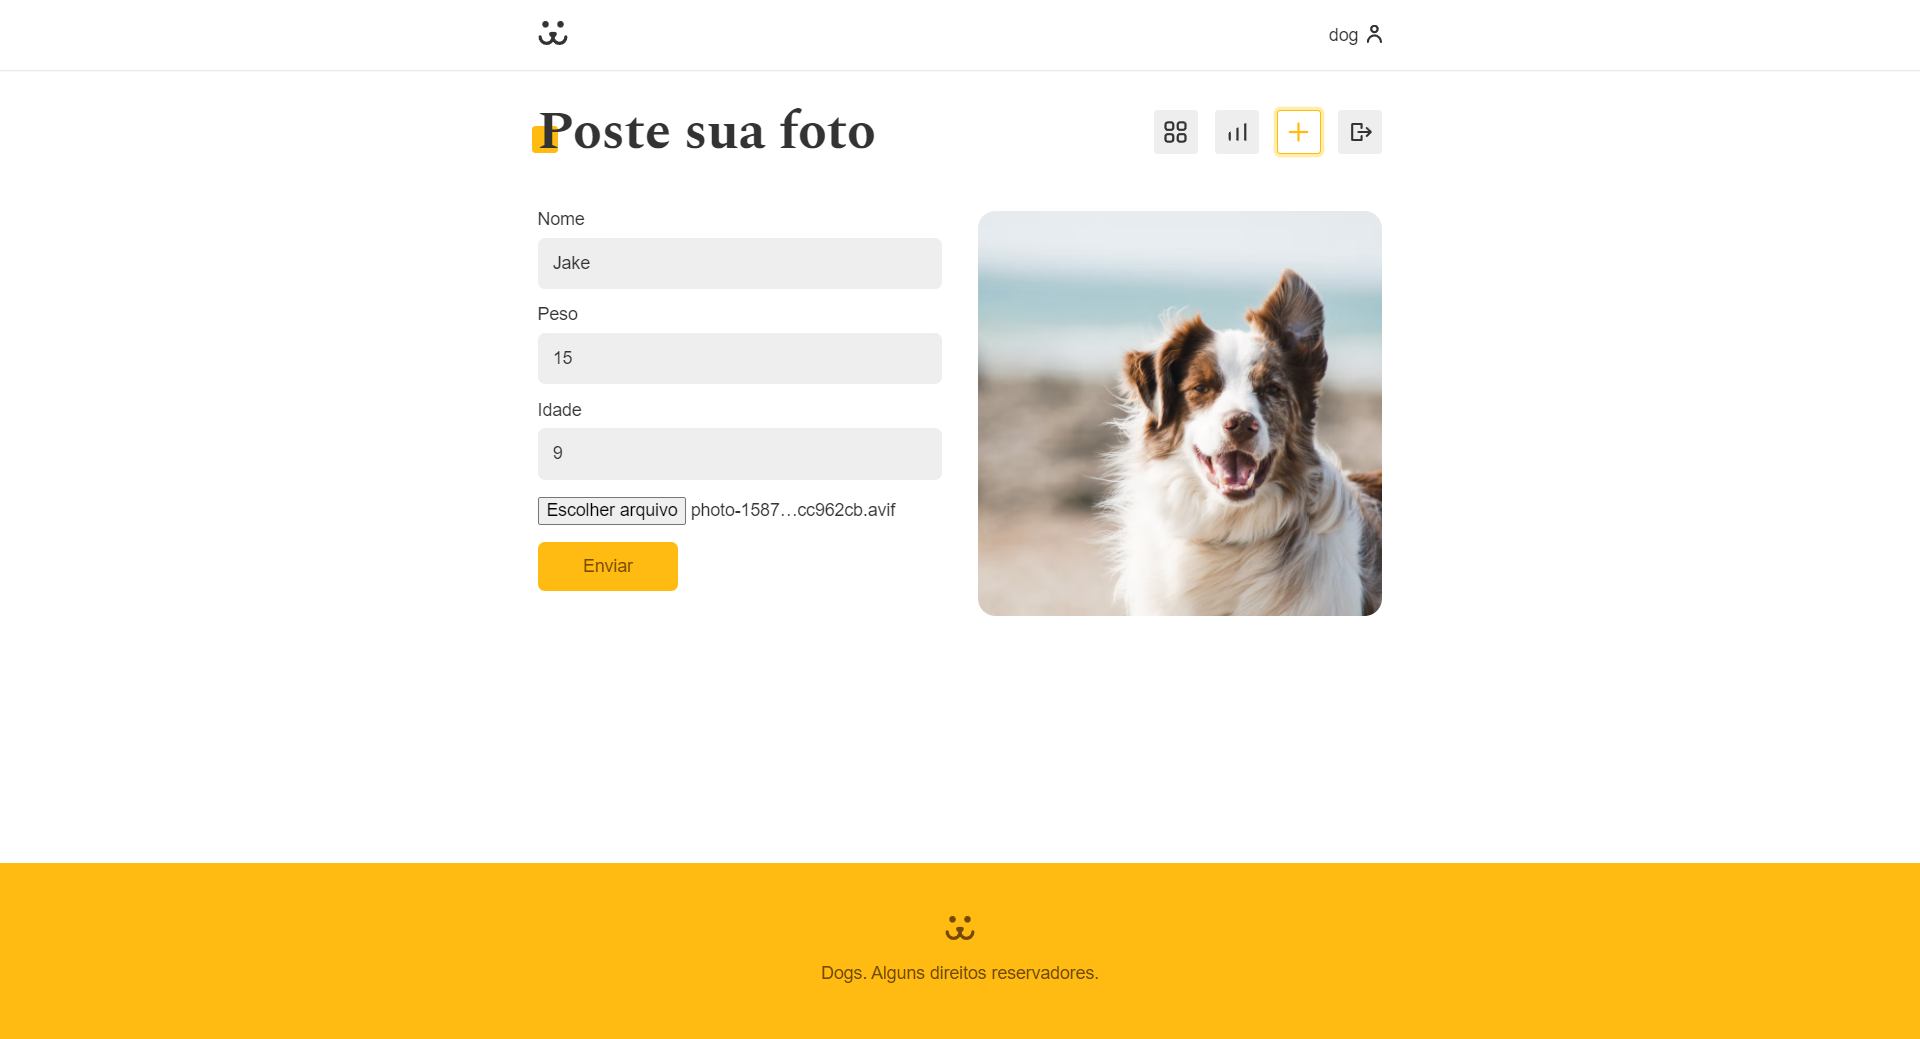 dog
Poste sua foto
Nome
Jake
Peso
15
Idade
9
Escolher arquivo photo-1587…cc962cb.avif
Enviar
Dogs. Alguns direitos reservadores.